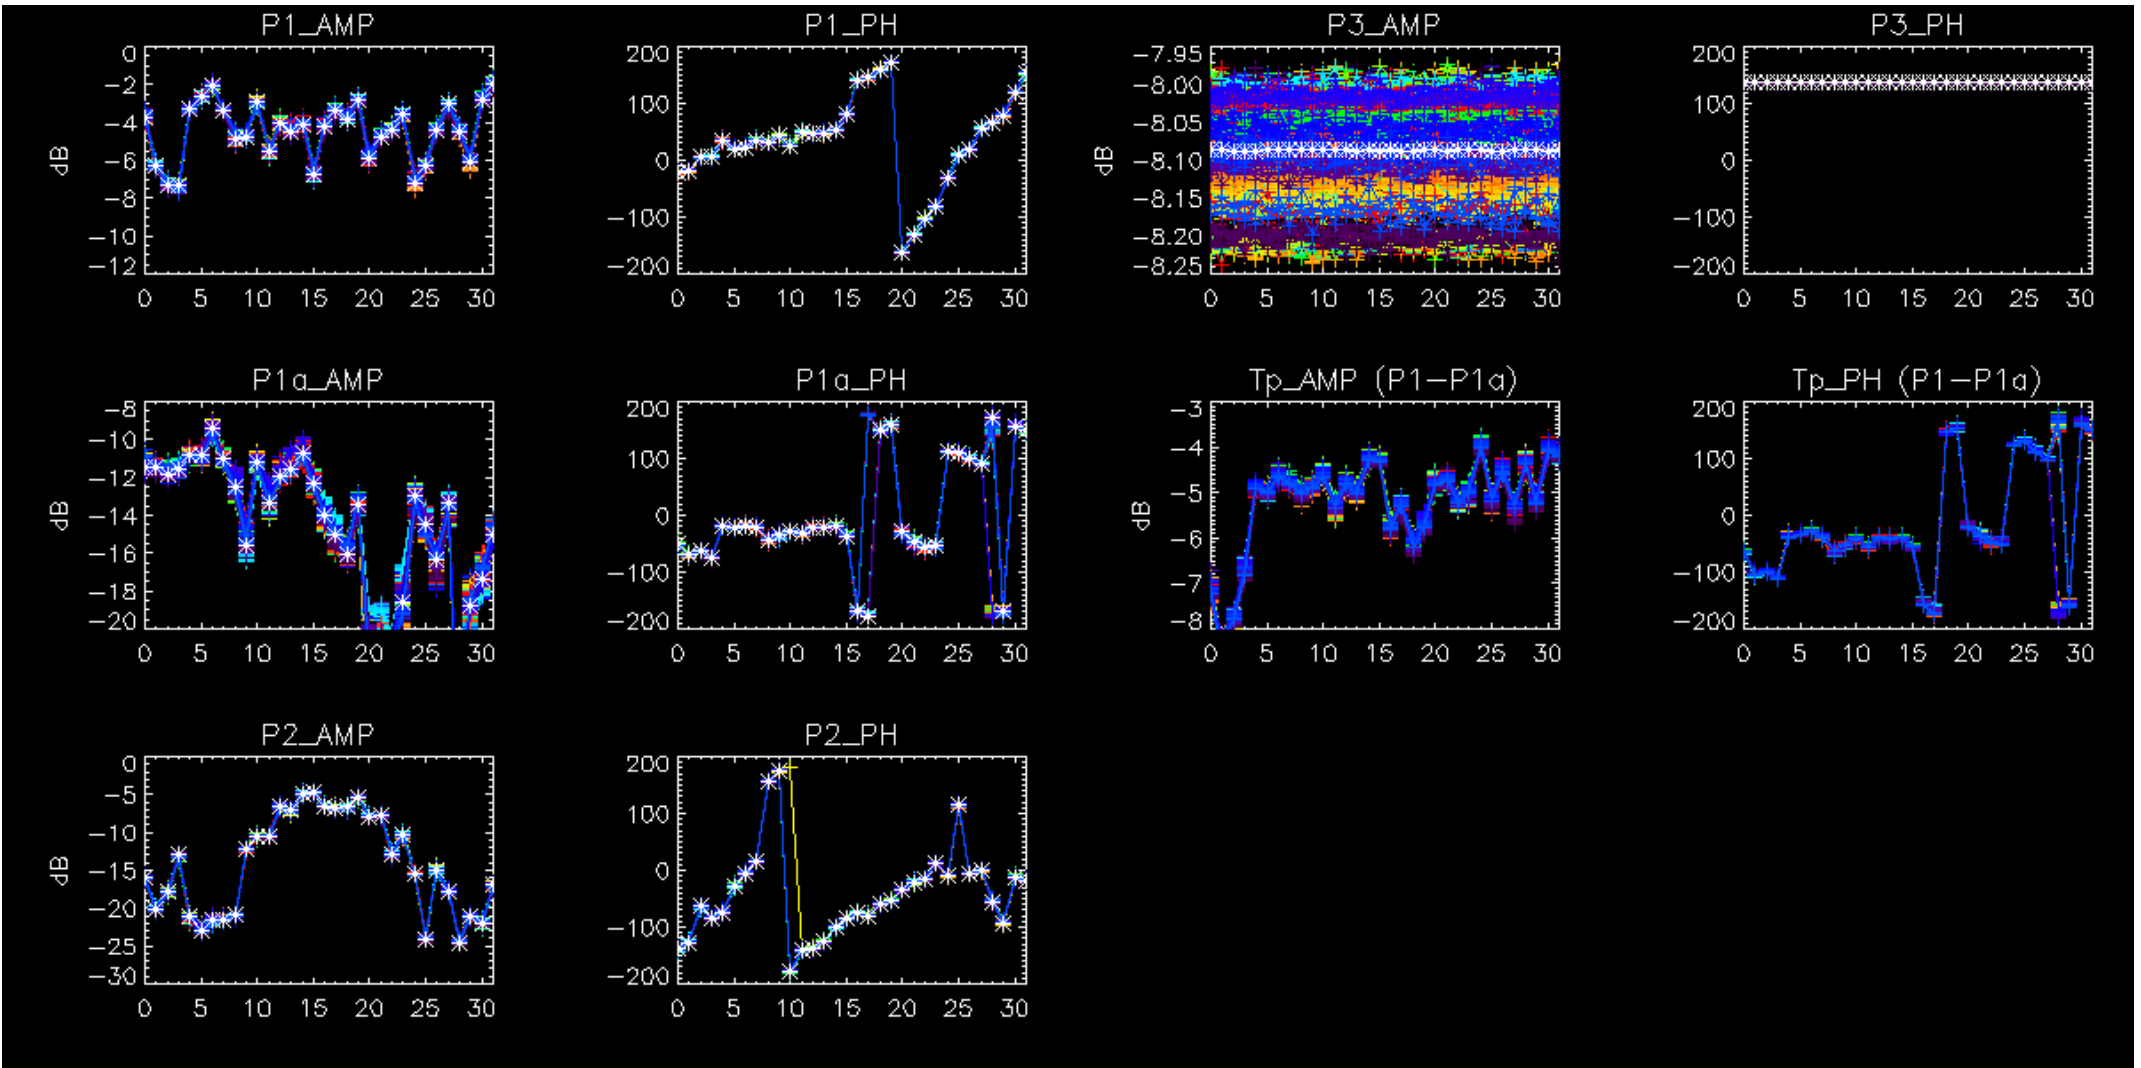 P1_AMP
dB
0
−2
−4
−6
−8
−10
−12
0 5 10 15 20 25 30
P1_PH
200
100
0
−100
−200
0 5 10 15 20 25 30
P3_AMP
dB
−7.95
−8.00
−8.05
−8.10
−8.15
−8.20
−8.25
0 5 10 15 20 25 30
P3_PH
200
100
0
−100
−200
0 5 10 15 20 25 30
P1a_AMP
dB
−8
−10
−12
−14
−16
−18
−20
0 5 10 15 20 25 30
P1a_PH
200
100
0
−100
−200
0 5 10 15 20 25 30
Tp_AMP (P1−P1a)
dB
−3
−4
−5
−6
−7
−8
0 5 10 15 20 25 30
Tp_PH (P1−P1a)
200
100
0
−100
−200
0 5 10 15 20 25 30
P2_AMP
dB
0
−5
−10
−15
−20
−25
−30
0 5 10 15 20 25 30
P2_PH
200
100
0
−100
−200
0 5 10 15 20 25 30